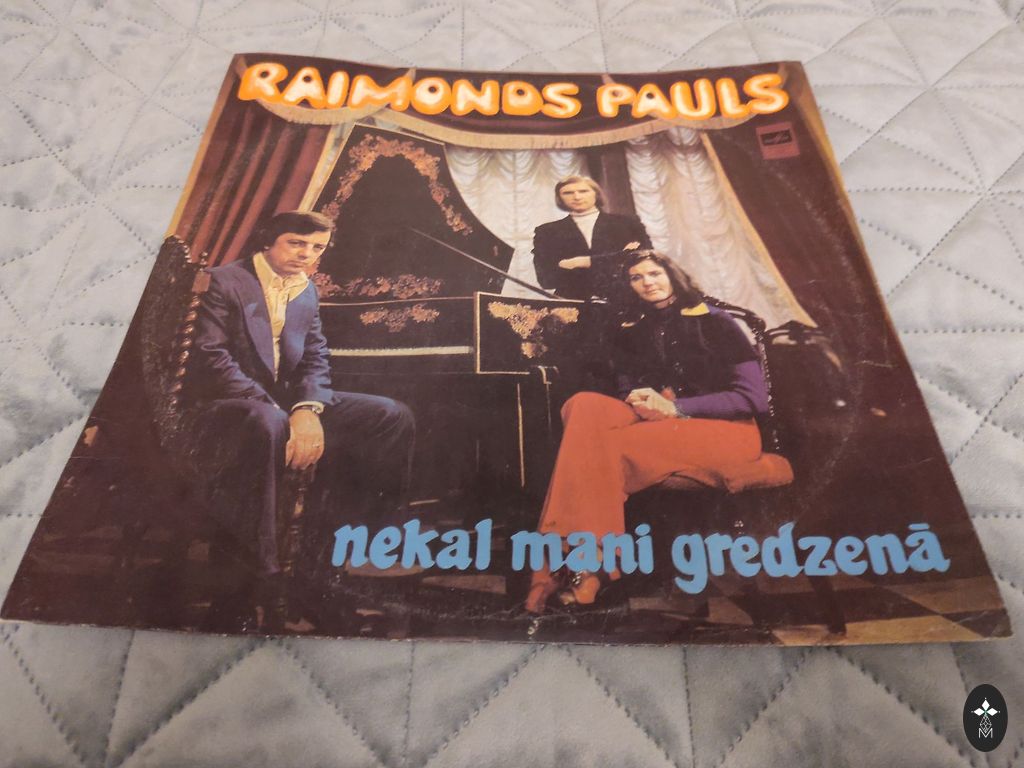 RAIMONDS PAULS
nekal mani gredzenā
M